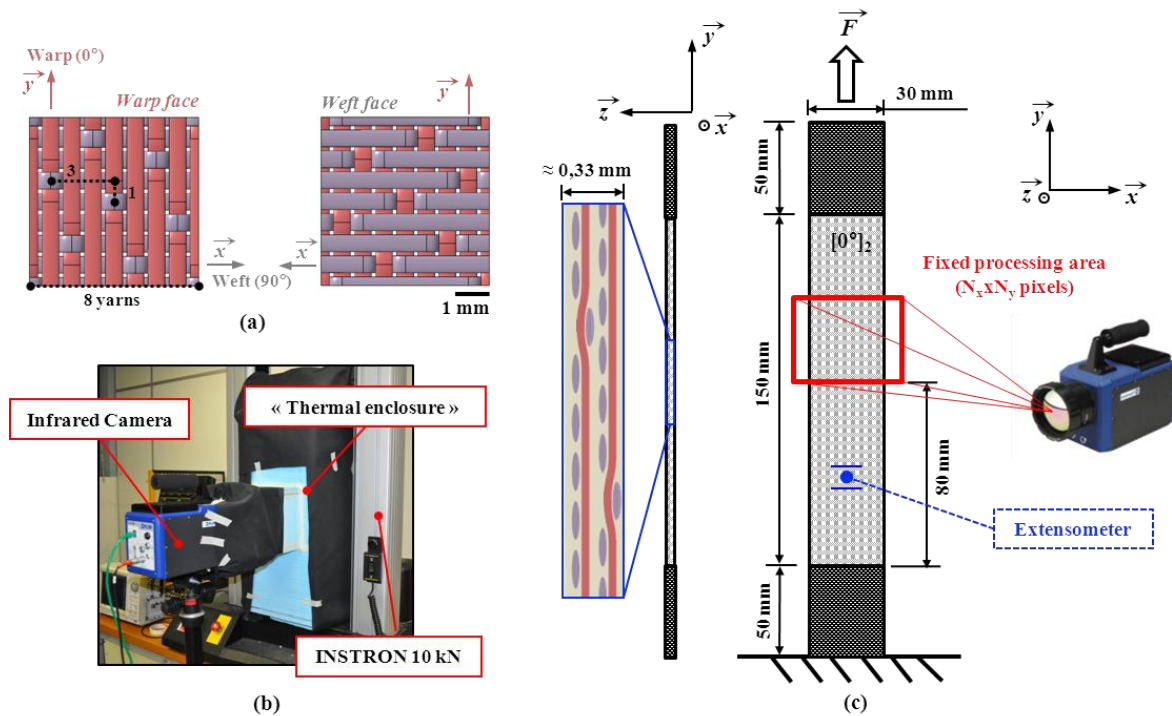 Warp (0°)
y
Warp face
3
1
8 yarns
x
Weft (90°)
x
Weft face
y
1 mm
(a)
Infrared Camera
« Thermal enclosure »
INSTRON 10 kN
(b)
y
z
x
≈ 0,33 mm
F
30 mm
50 mm
150 mm
50 mm
[0°]2
80 mm
y
z
x
Fixed processing area
(NxxNy pixels)
Extensometer
(c)